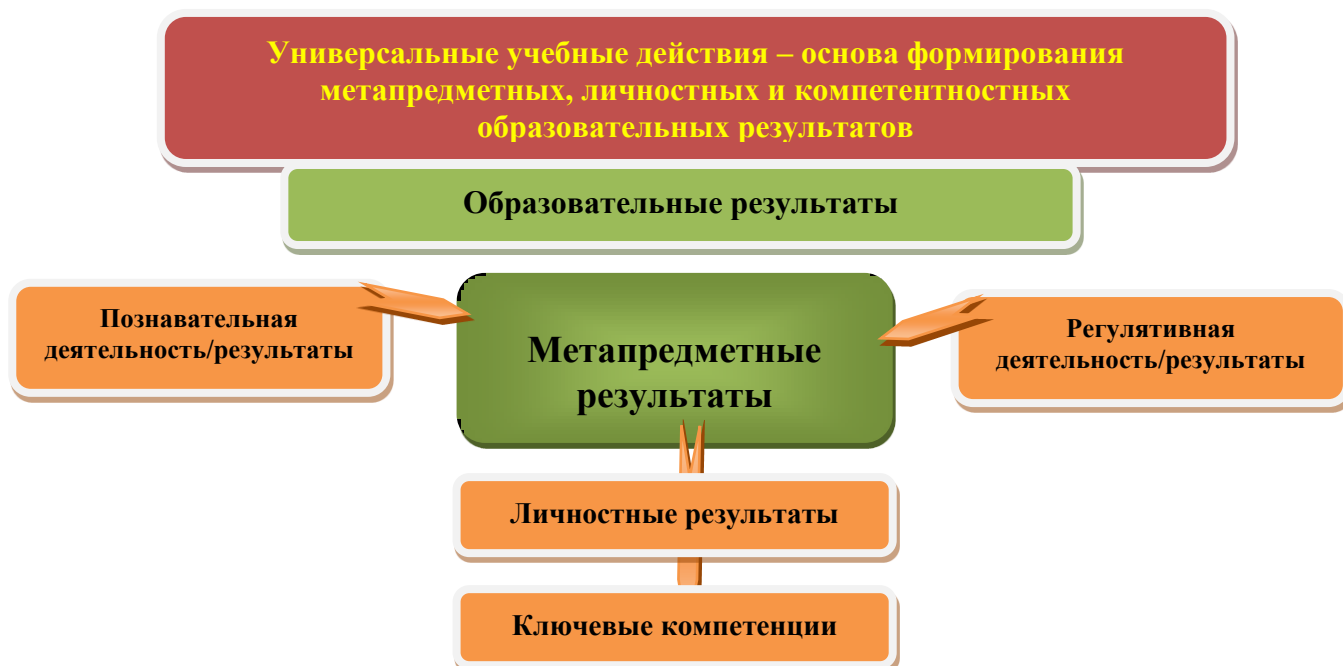 Универсальные учебные действия – основа формирования
метапредметных, личностных и компетентностных
образовательных результатов
Образовательные результаты
Познавательная
деятельность/результаты
Метапредметные
результаты
Регулятивная
деятельность/результаты
Личностные результаты
Ключевые компетенции